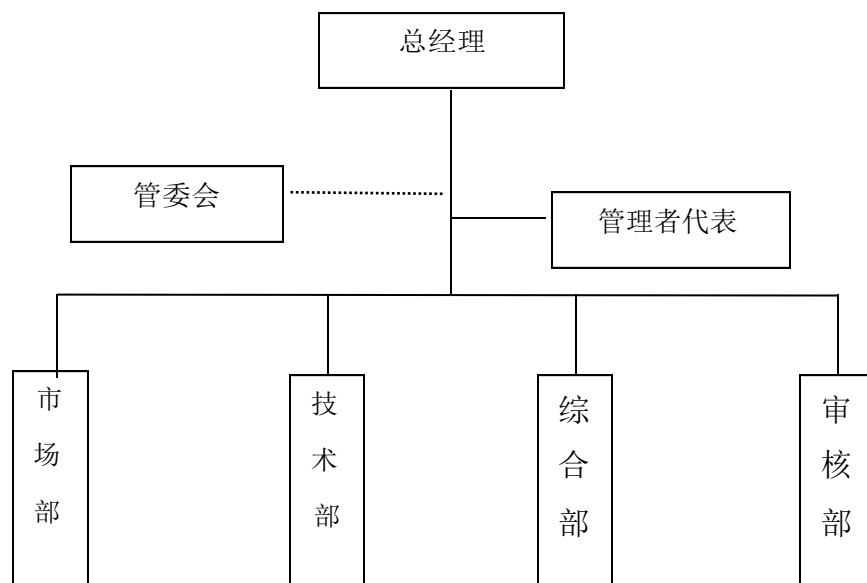 总经理
管委会
管理者代表
市场部
技术部
综合部
审核部